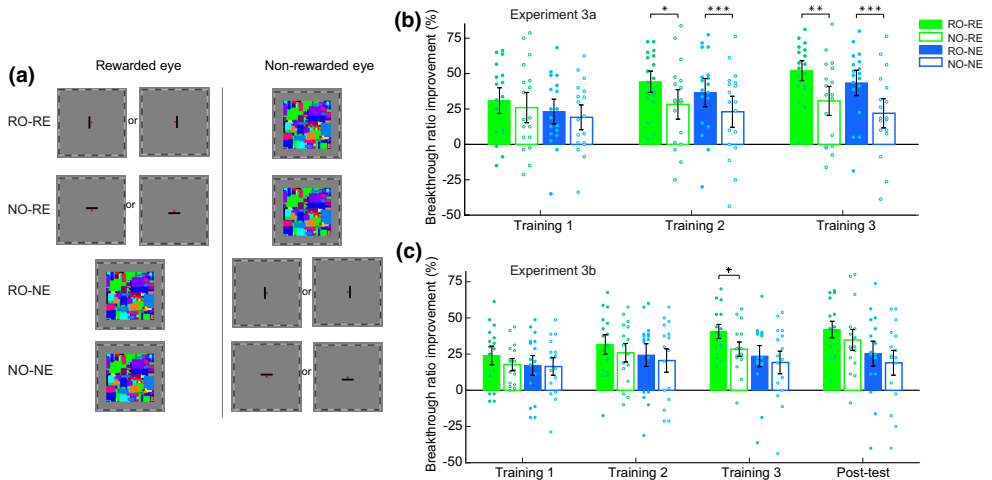 (a)
Rewarded eye
Non-rewarded eye
RO-RE
or
NO-RE
or
RO-NE
or
NO-NE
or
(b)
Experiment 3a
Breakthrough ratio improvement (%)
75
50
25
0
-25
-50
*
***
**
***
Training 1
Training 2
Training 3
RO-RE
NO-RE
RO-NE
NO-NE
(c)
Experiment 3b
Breakthrough ratio improvement (%)
75
50
25
0
-25
-50
*
Training 1
Training 2
Training 3
Post-test